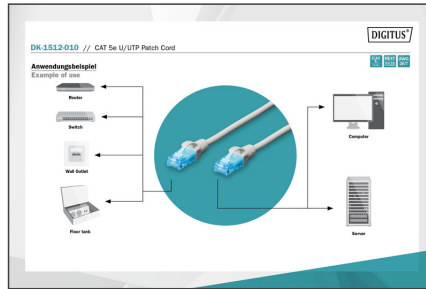 DIGITUS®
DK-1512-010 // CAT 5e U/UTP Patch Cord
Anwendungsbeispiel
Example of use
Router
Switch
Wall Outlet
Floor tank
Computer
Server